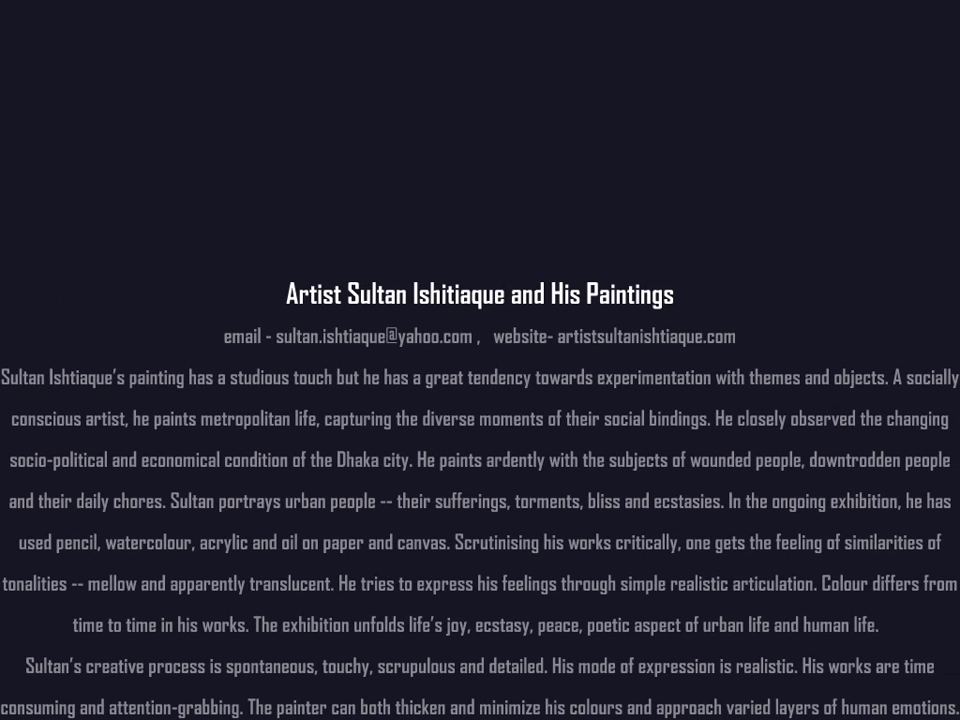 Artist Sultan Ishitiaque and His Paintings
email - sultan.ishtiaque@yahoo.com ,   website- artistsultanishtiaque.com
Sultan Ishtiaque’s painting has a studious touch but he has a great tendency towards experimentation with themes and objects. A socially
conscious artist, he paints metropolitan life, capturing the diverse moments of their social bindings. He closely observed the changing
socio-political and economical condition of the Dhaka city. He paints ardently with the subjects of wounded people, downtrodden people
and their daily chores. Sultan portrays urban people -- their sufferings, torments, bliss and ecstasies. In the ongoing exhibition, he has
used pencil, watercolour, acrylic and oil on paper and canvas. Scrutinising his works critically, one gets the feeling of similarities of
tonalities -- mellow and apparently translucent. He tries to express his feelings through simple realistic articulation. Colour differs from
time to time in his works. The exhibition unfolds life’s joy, ecstasy, peace, poetic aspect of urban life and human life.
Sultan’s creative process is spontaneous, touchy, scrupulous and detailed. His mode of expression is realistic. His works are time
consuming and attention-grabbing. The painter can both thicken and minimize his colours and approach varied layers of human emotions.